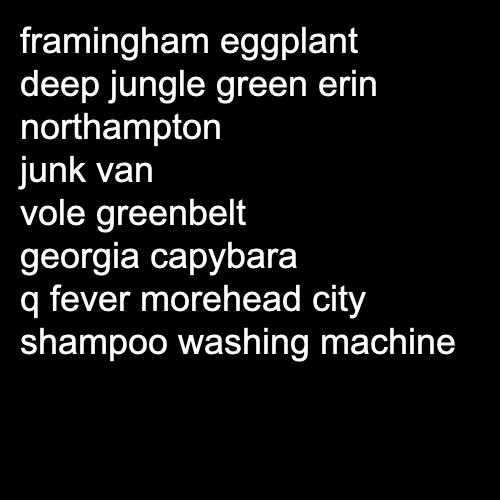 framingham eggplant
deep jungle green erin
northampton
junk van
vole greenbelt
georgia capybara
q fever morehead city
shampoo washing machine